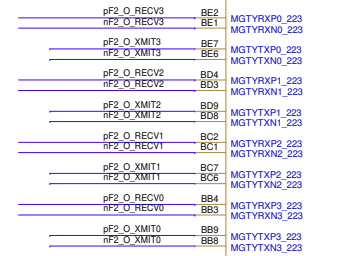 pF2_O_RECV3 BE2 MGTYRXP0_223
nF2_O_RECV3 BE1 MGTYRXN0_223
pF2_O_XMIT3 BE7 MGTYTXP0_223
nF2_O_XMIT3 BE6 MGTYTXN0_223
pF2_O_RECV2 BD4 MGTYRXP1_223
nF2_O_RECV2 BD3 MGTYRXN1_223
pF2_O_XMIT2 BD9 MGTYTXP1_223
nF2_O_XMIT2 BD8 MGTYTXN1_223
pF2_O_RECV1 BC2 MGTYRXP2_223
nF2_O_RECV1 BC1 MGTYRXN2_223
pF2_O_XMIT1 BC7 MGTYTXP2_223
nF2_O_XMIT1 BC6 MGTYTXN2_223
pF2_O_RECV0 BB4 MGTYRXP3_223
nF2_O_RECV0 BB3 MGTYRXN3_223
pF2_O_XMIT0 BB9 MGTYTXP3_223
nF2_O_XMIT0 BB8 MGTYTXN3_223